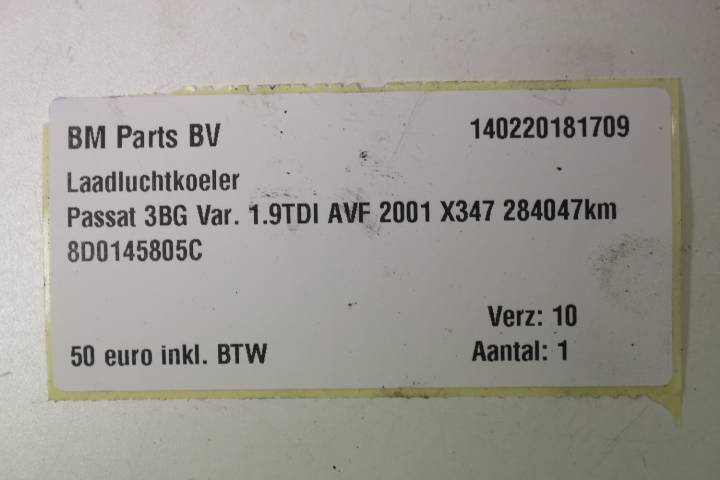 BM Parts BV 140220181709
Laadluchtkoeler
Passat 3BG Var. 1.9TDI AVF 2001 X347 284047km
8D0145805C
Verz: 10
50 euro inkl. BTW Aantal: 1